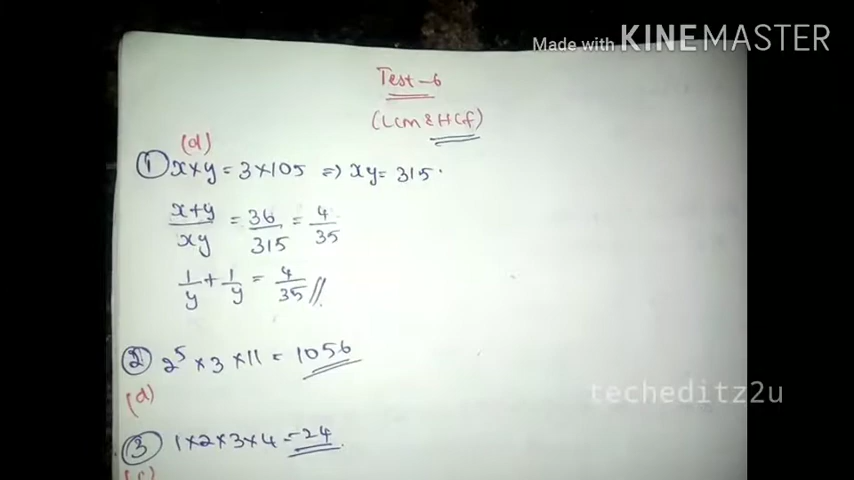 Made with KINEMASTER
Test-6
(LCM & HCf)
(d)
① x×y = 3×105 ⇒ xy = 315.
x+y/xy = 36/315 = 4/35
1/y + 1/y = 4/35 //
② 2⁵ × 3 × 11 = 1056
(d)
techeditz2u
③ 1×2×3×4 = 24.
(c)